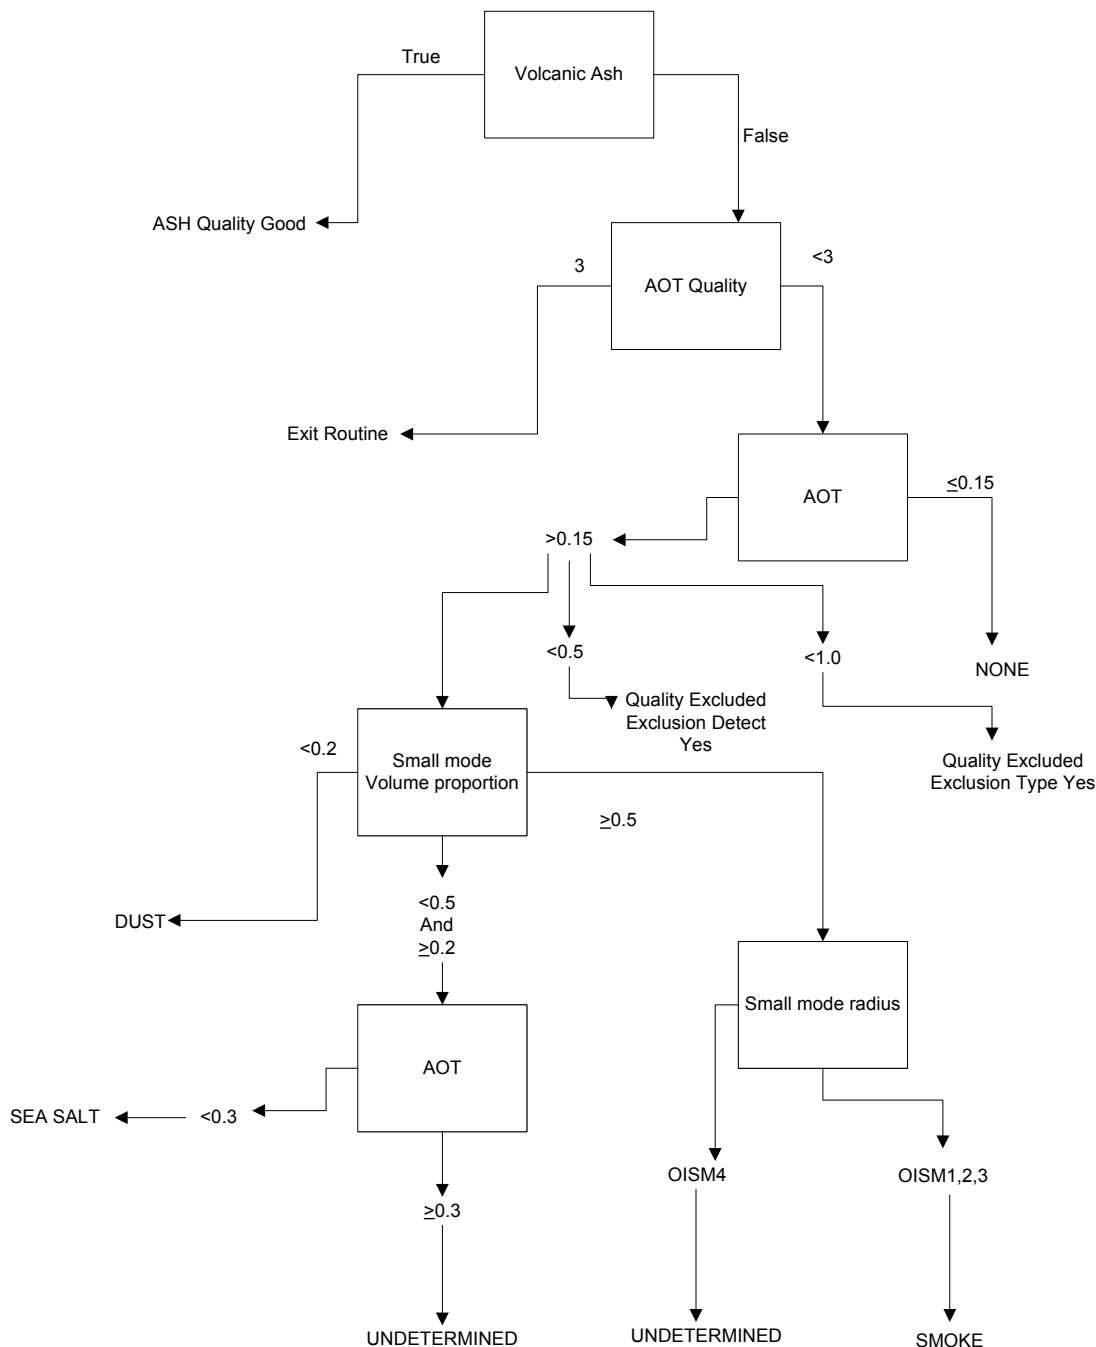 True
Volcanic Ash
False
ASH Quality Good
3
<3
AOT Quality
Exit Routine
≤0.15
AOT
>0.15
<0.5
<1.0
NONE
Quality Excluded
Exclusion Detect
Yes
<0.2
Small mode
Volume proportion
Quality Excluded
Exclusion Type Yes
≥0.5
DUST
<0.5
And
≥0.2
Small mode radius
AOT
SEA SALT
<0.3
OISM4
OISM1,2,3
≥0.3
UNDETERMINED
UNDETERMINED
SMOKE